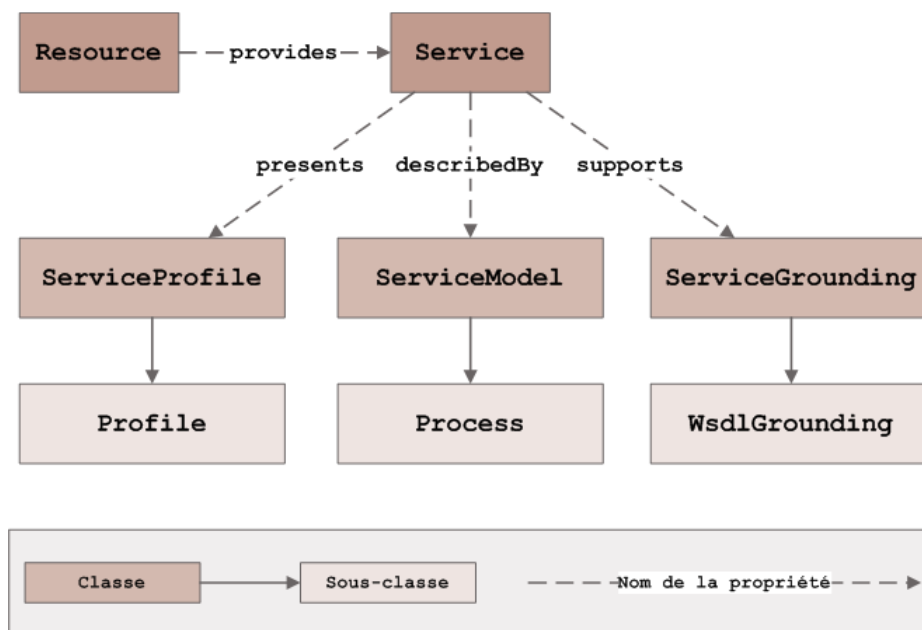 Resource
provides
Service
presents
describedBy
supports
ServiceProfile
ServiceModel
ServiceGrounding
Profile
Process
WsdlGrounding
Classe
Sous-classe
Nom de la propriété